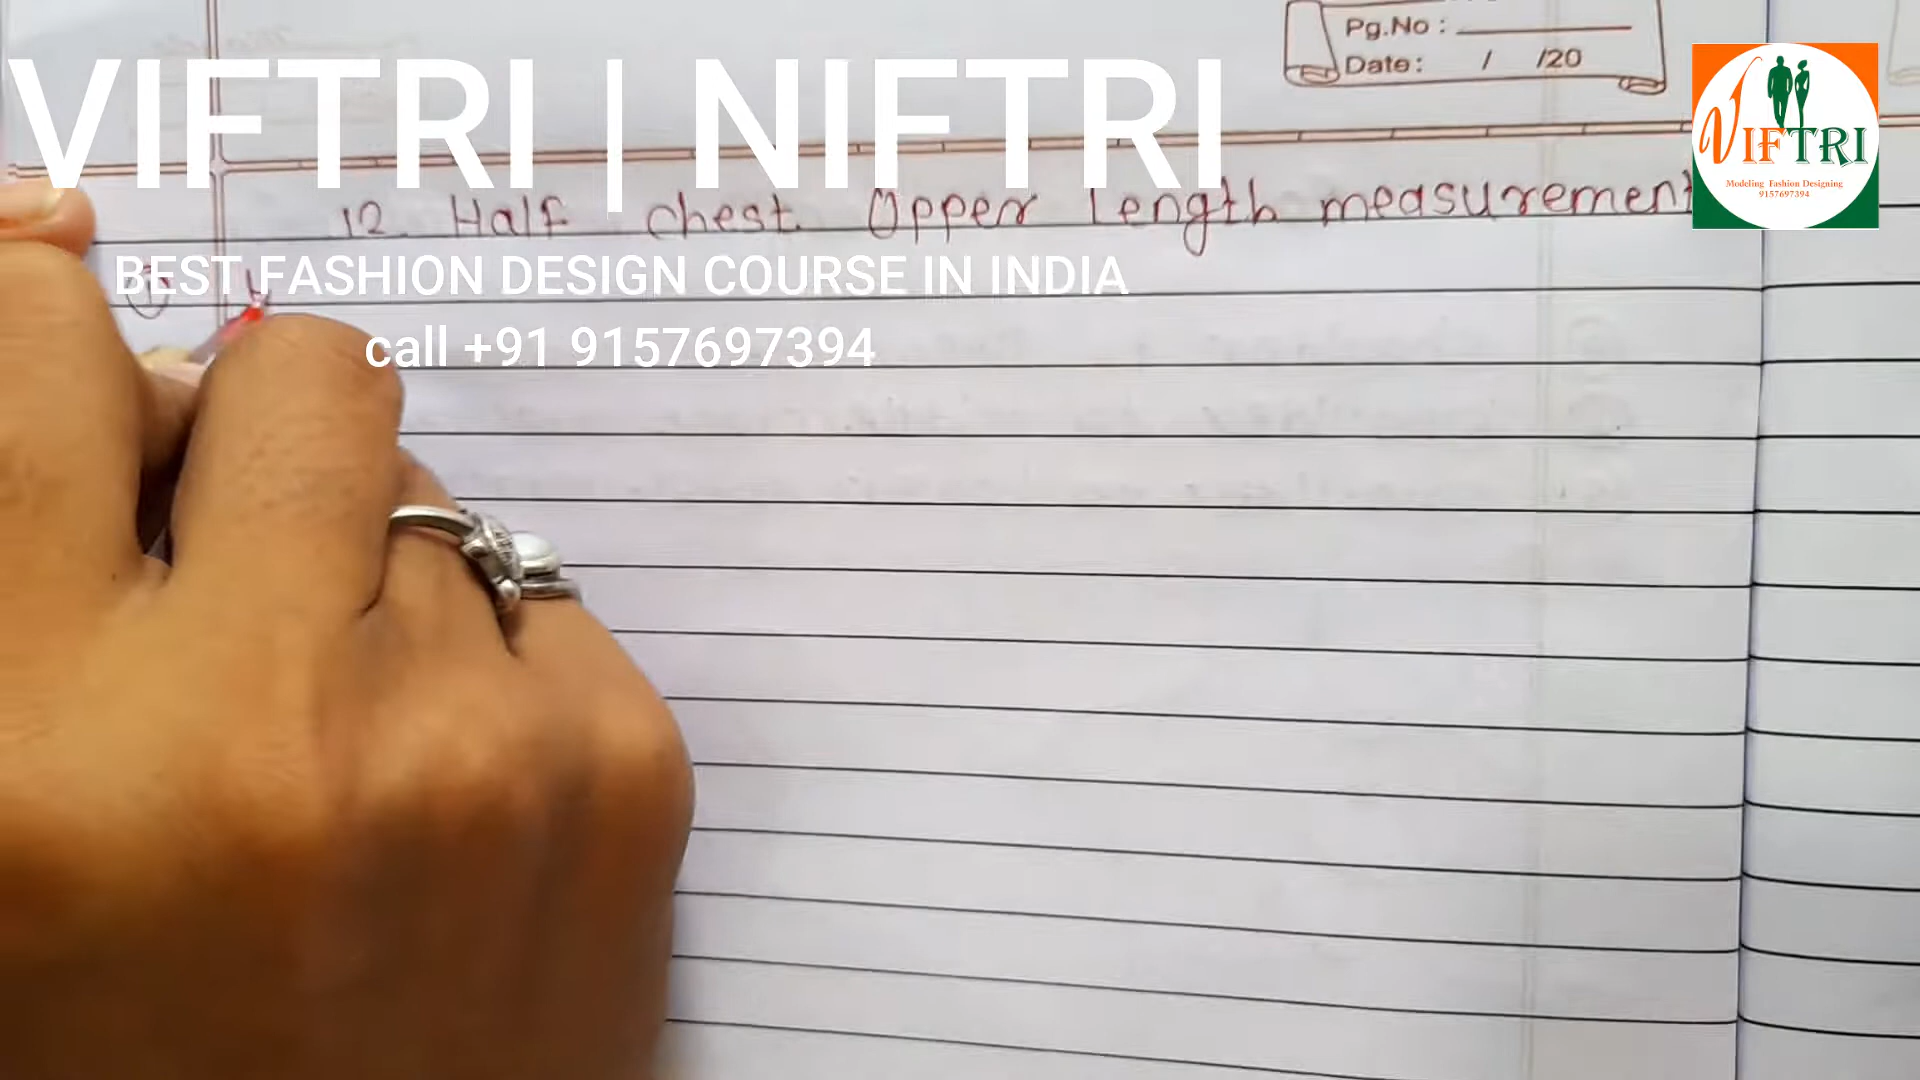 Pg.No :
Date : / /20
VIFTRI | NIFTRI
VIFTRI
Modeling Fashion Designing
9157697394
12. Half chest Upper Length measurement
BEST FASHION DESIGN COURSE IN INDIA
call +91 9157697394